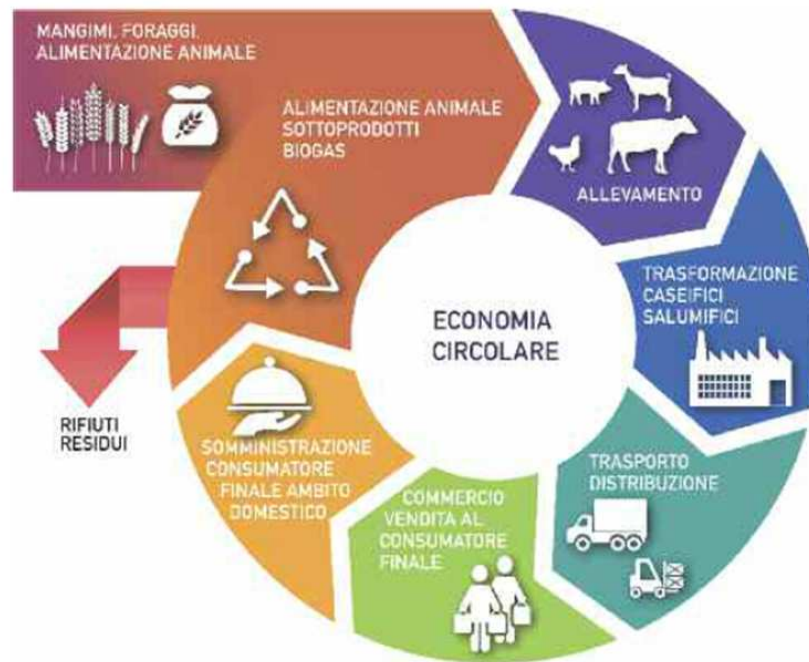 MANGIMI, FORAGGI,
ALIMENTAZIONE ANIMALE
ALIMENTAZIONE ANIMALE
SOTTOPRODOTTI
BIOGAS
ALLEVAMENTO
TRASFORMAZIONE
CASEIFICI
SALUMIFICI
ECONOMIA
CIRCOLARE
TRASPORTO
DISTRIBUZIONE
COMMERCIO
VENDITA AL
CONSUMATORE
FINALE
SOMMINISTRAZIONE
CONSUMATORE
FINALE AMBITO
DOMESTICO
RIFIUTI
RESIDUI